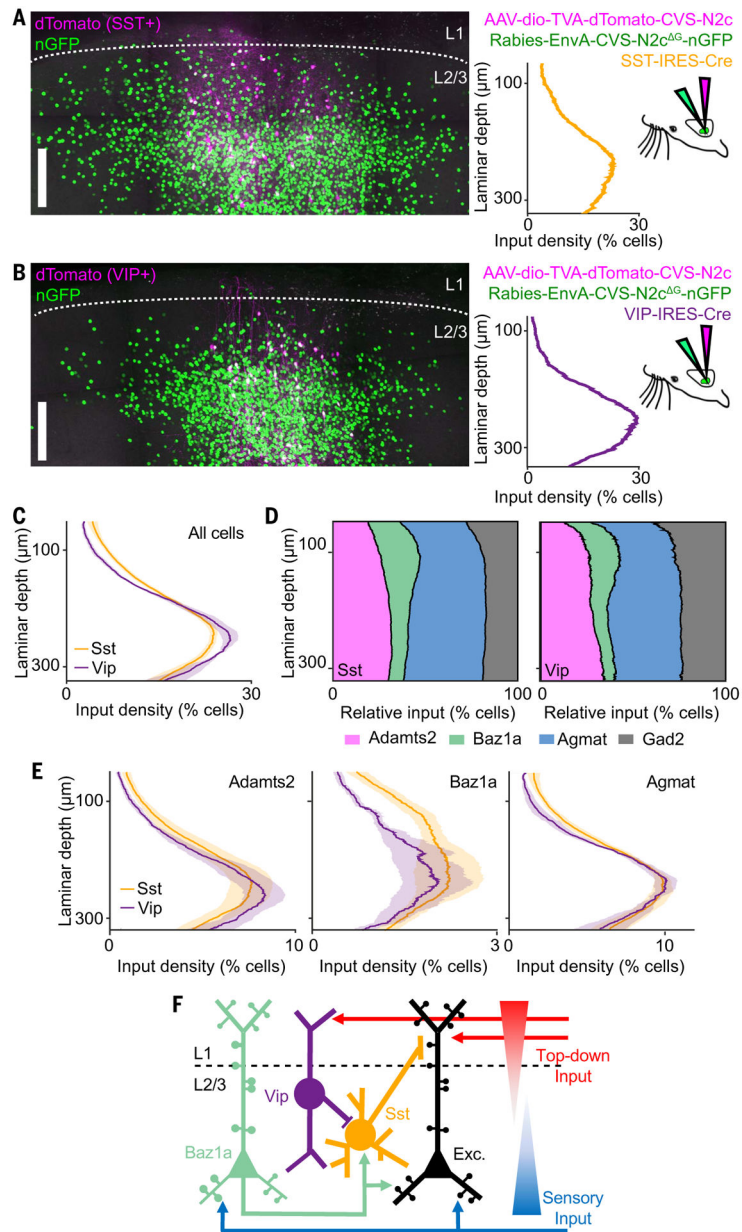 A
dTomato (SST+)
nGFP
L1
L2/3
AAV-dio-TVA-dTomato-CVS-N2c
Rabies-EnvA-CVS-N2cΔG-nGFP
SST-IRES-Cre
Laminar depth (µm)
100
300
0
30
Input density (% cells)
B
dTomato (VIP+)
nGFP
L1
L2/3
AAV-dio-TVA-dTomato-CVS-N2c
Rabies-EnvA-CVS-N2cΔG-nGFP
VIP-IRES-Cre
Laminar depth (µm)
100
300
0
30
Input density (% cells)
C
All cells
Laminar depth (µm)
100
300
Sst
Vip
0
30
Input density (% cells)
D
Laminar depth (µm)
100
300
Sst
0
100
Relative input (% cells)
Vip
0
100
Relative input (% cells)
Adamts2
Baz1a
Agmat
Gad2
E
Laminar depth (µm)
100
300
Adamts2
Sst
Vip
0
10
Input density (% cells)
Baz1a
0
3
Input density (% cells)
Agmat
0
10
Input density (% cells)
F
L1
L2/3
Vip
Sst
Baz1a
Exc.
Top-down
Input
Sensory
Input